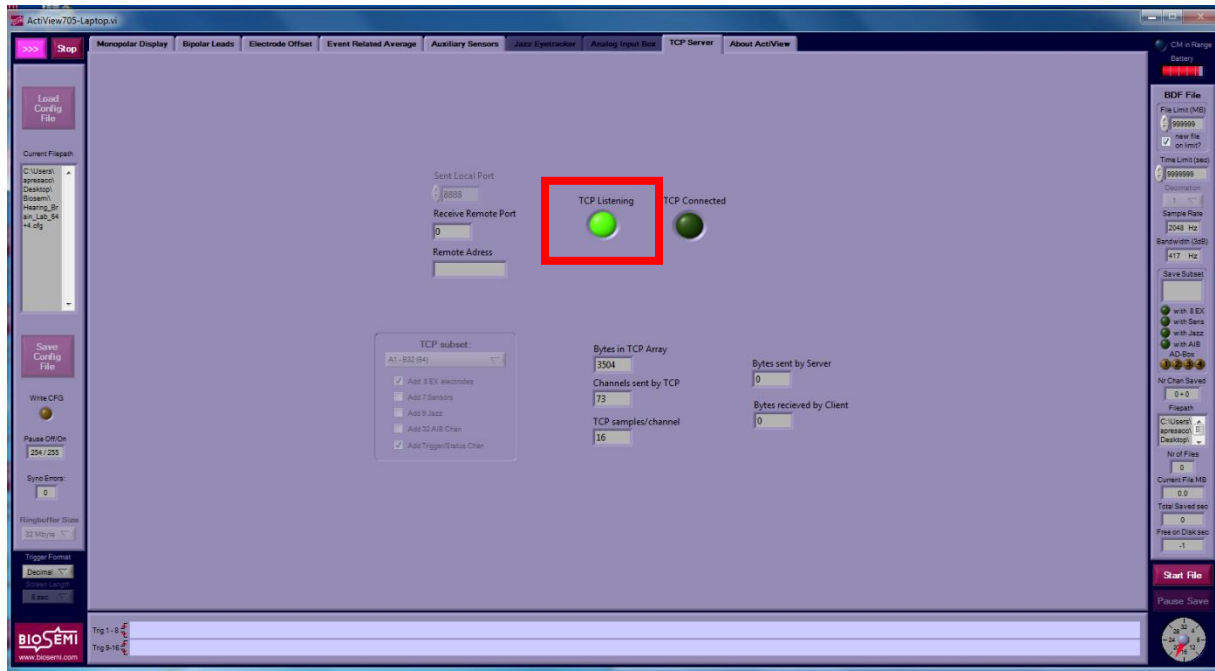 ActiView705-Laptop.vi
>>>
Stop
Monopolar Display
Bipolar Leads
Electrode Offset
Event Related Average
Auxiliary Sensors
Jazz Eyetracker
Analog Input Box
TCP Server
About ActiView
CM in Range
Battery
Load
Config
File
Current Filepath
C:\Users\
apresacc\
Desktop\
Biosemi\
Hearing_Br
ain_Lab_64
+4.cfg
Save
Config
File
Write CFG
Pause Off/On
254 / 255
Sync Errors:
0
Ringbuffer Size
32 Mbyte
Trigger Format
Decimal
Screen Length
8 sec
BIOSEMI
www.biosemi.com
Sent Local Port
8888
Receive Remote Port
0
Remote Adress
TCP Listening
TCP Connected
TCP subset:
A1 - B32 (64)
Add 8 EX electrodes
Add 7 Sensors
Add 9 Jazz
Add 32 AIB Chan
Add Trigger/Status Chan
Bytes in TCP Array
3504
Channels sent by TCP
73
TCP samples/channel
16
Bytes sent by Server
0
Bytes recieved by Client
0
Trig 1 - 8
Trig 9-16
BDF File
File Limit (MB)
999999
new file
on limit?
Time Limit (sec)
9999999
Decimation
1
Sample Rate
2048 Hz
Bandwidth (3dB)
417 Hz
Save Subset
with 8 EX
with Sens
with Jazz
with AIB
AD-Box
1 2 3 4
Nr Chan Saved
0 + 0
Filepath
C:\Users\
apresacc\
Desktop\
Nr of Files
0
Current File MB
0.0
Total Saved sec
0
Free on Disk sec
-1
Start File
Pause Save